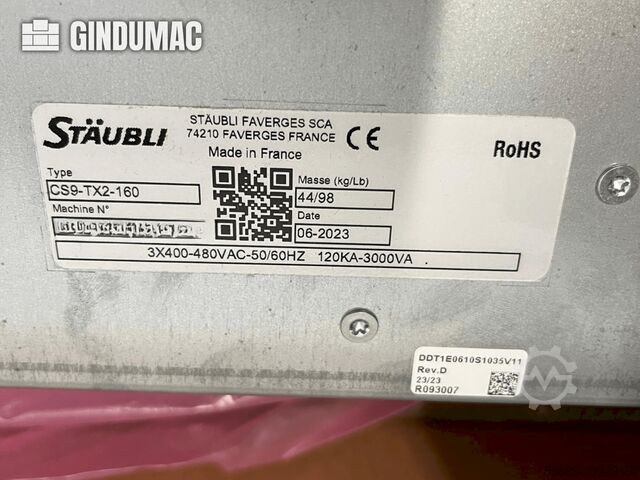 GINDUMAC
STÄUBLI
STÄUBLI FAVERGES SCA
74210 FAVERGES FRANCE
Made in France
CE
RoHS
Type
CS9-TX2-160
Masse (kg/Lb)
44/98
Machine N°
Date
06-2023
3X400-480VAC-50/60HZ 120KA-3000VA
DDT1E0610S1035V11
Rev.D
23/23
R093007